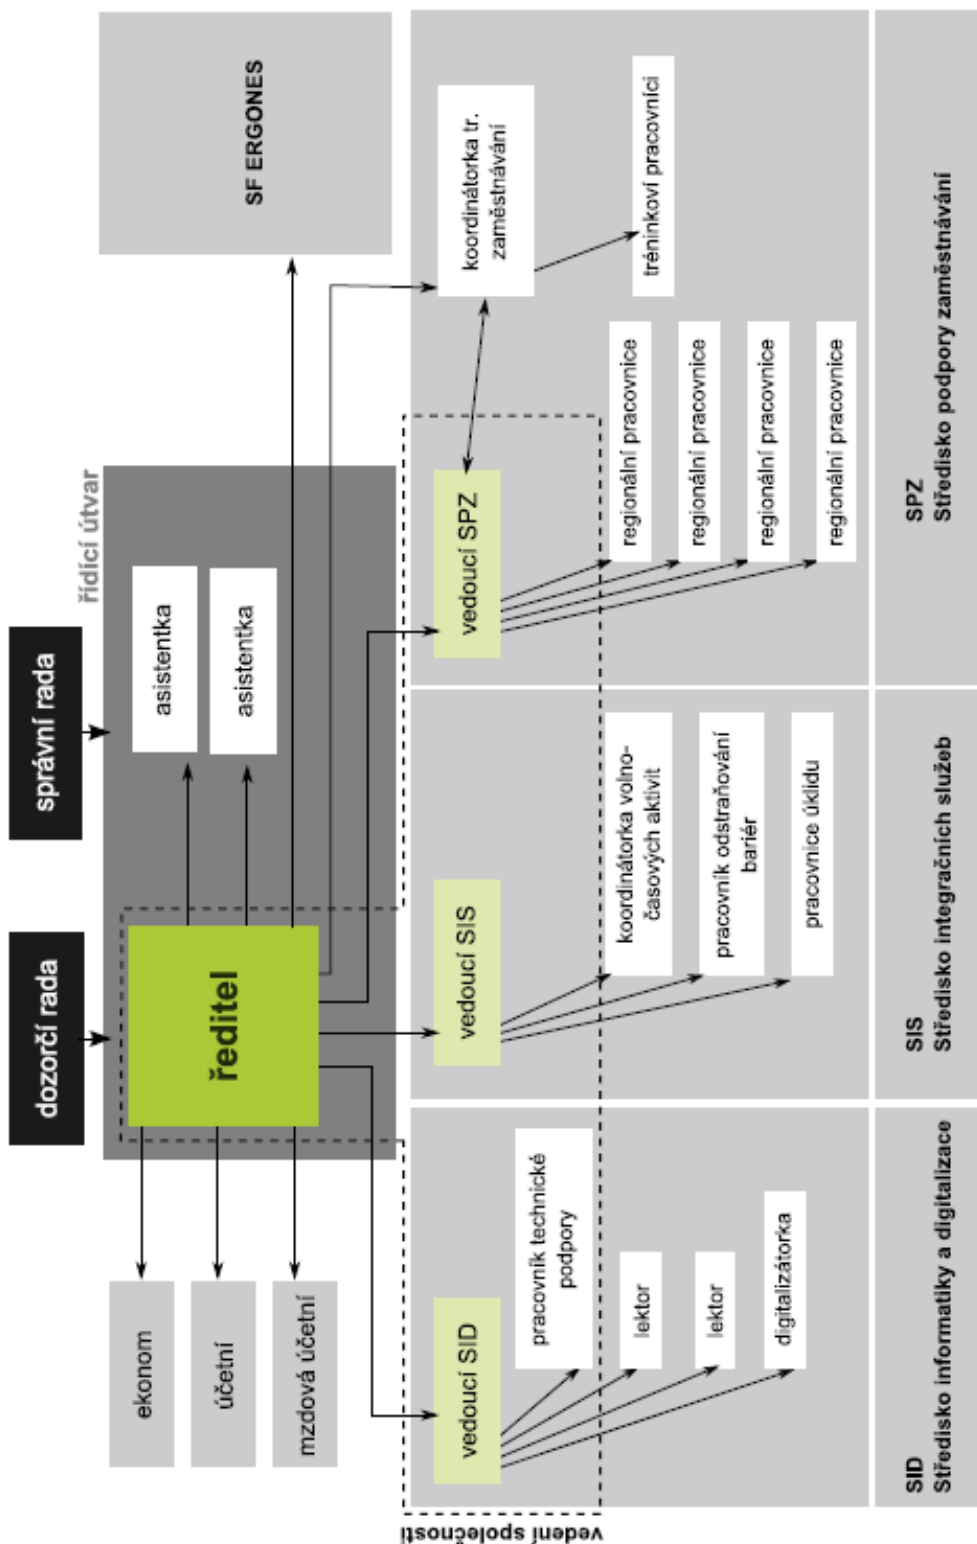 dozorčí rada
správní rada
řídící útvar
ředitel
asistentka
asistentka
SF ERGONES
ekonom
účetní
mzdová účetní
vedení společnosti
vedoucí SID
pracovník technické
podpory
lektor
lektor
digitalizátorka
vedoucí SIS
koordinátorka volno-
časových aktivit
pracovník odstraňování
bariér
pracovnice úklidu
vedoucí SPZ
koordinátorka tr.
zaměstnávání
tréninkoví pracovníci
regionální pracovnice
regionální pracovnice
regionální pracovnice
regionální pracovnice
SID
Středisko informatiky a digitalizace
SIS
Středisko integračních služeb
SPZ
Středisko podpory zaměstnávání